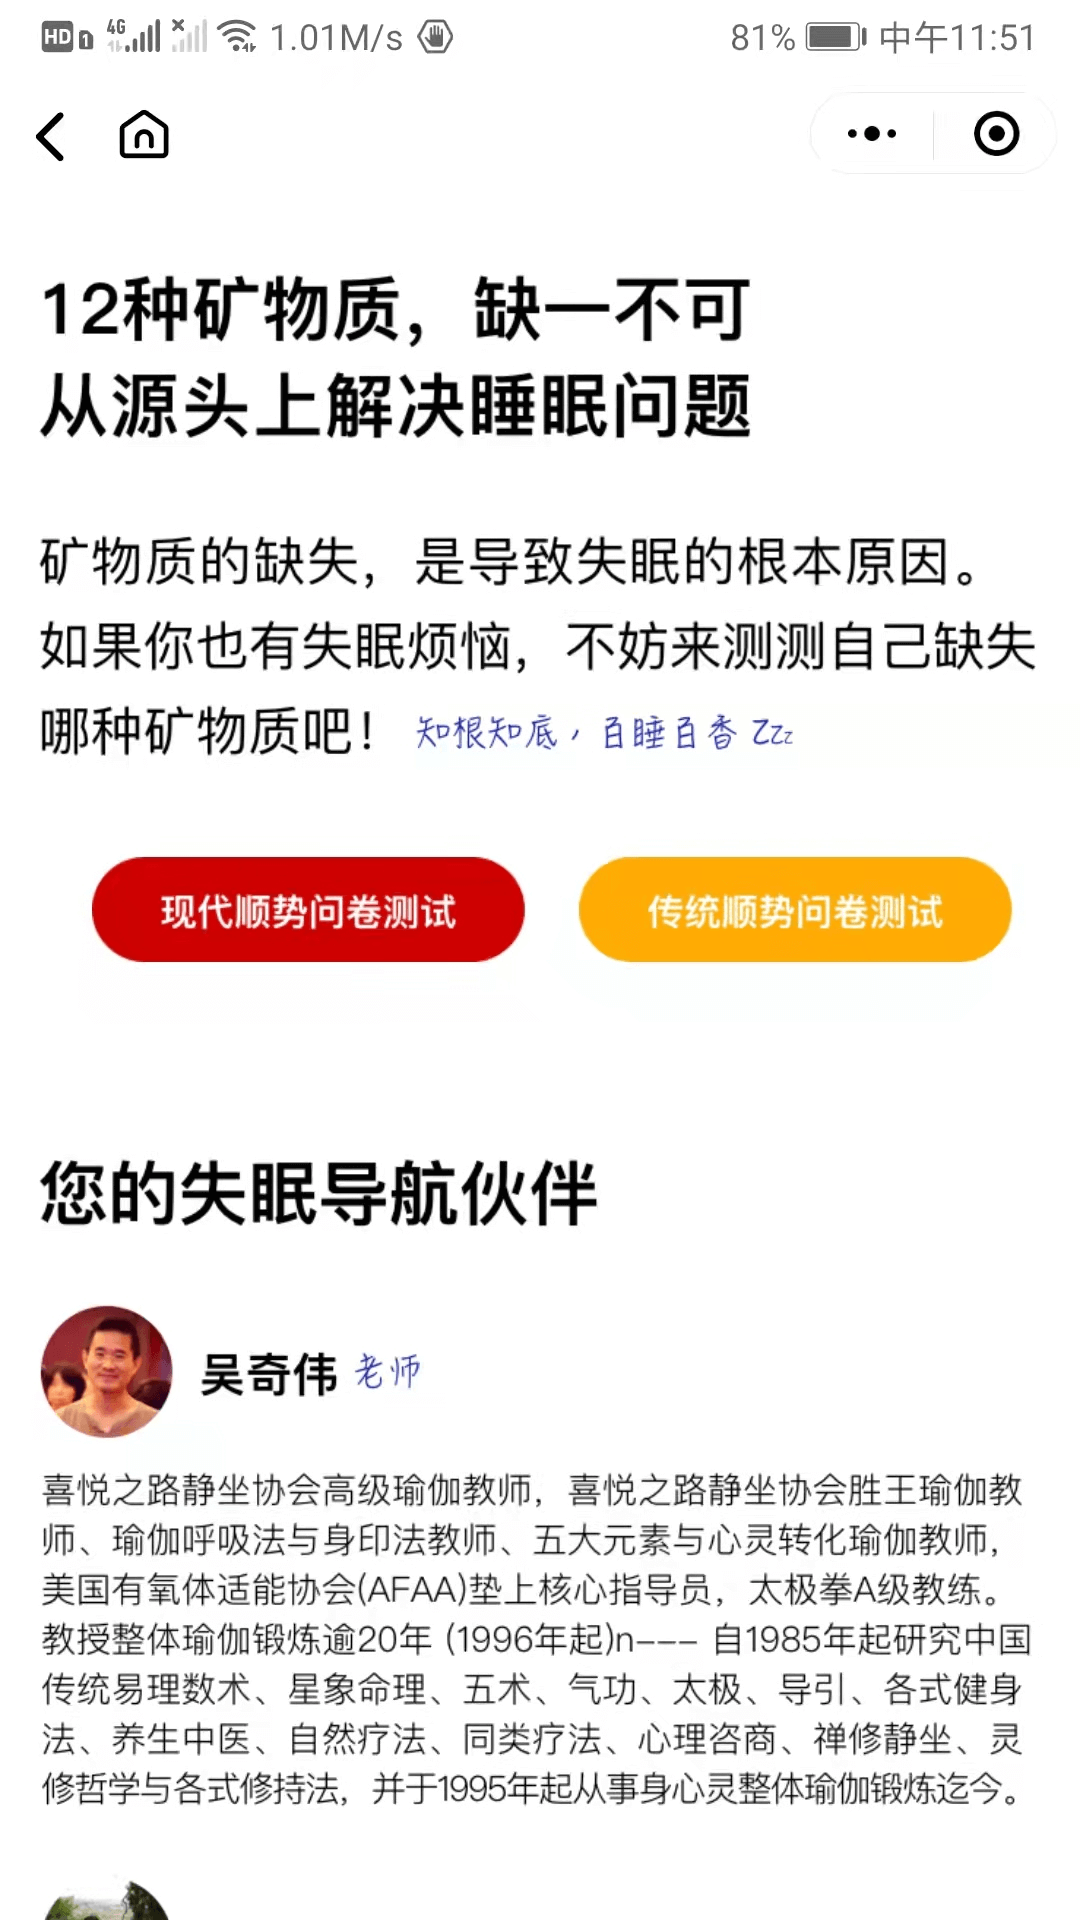 HD 1 4G 1.01M/s 81% 中午11:51
12种矿物质，缺一不可
从源头上解决睡眠问题
矿物质的缺失，是导致失眠的根本原因。
如果你也有失眠烦恼，不妨来测测自己缺失
哪种矿物质吧！ 知根知底，百睡百香 Zzz
现代顺势问卷测试 传统顺势问卷测试
您的失眠导航伙伴
吴奇伟 老师
喜悦之路静坐协会高级瑜伽教师，喜悦之路静坐协会胜王瑜伽教
师、瑜伽呼吸法与身印法教师、五大元素与心灵转化瑜伽教师，
美国有氧体适能协会(AFAA)垫上核心指导员，太极拳A级教练。
教授整体瑜伽锻炼逾20年 (1996年起)n--- 自1985年起研究中国
传统易理数术、星象命理、五术、气功、太极、导引、各式健身
法、养生中医、自然疗法、同类疗法、心理咨商、禅修静坐、灵
修哲学与各式修持法，并于1995年起从事身心灵整体瑜伽锻炼迄今。